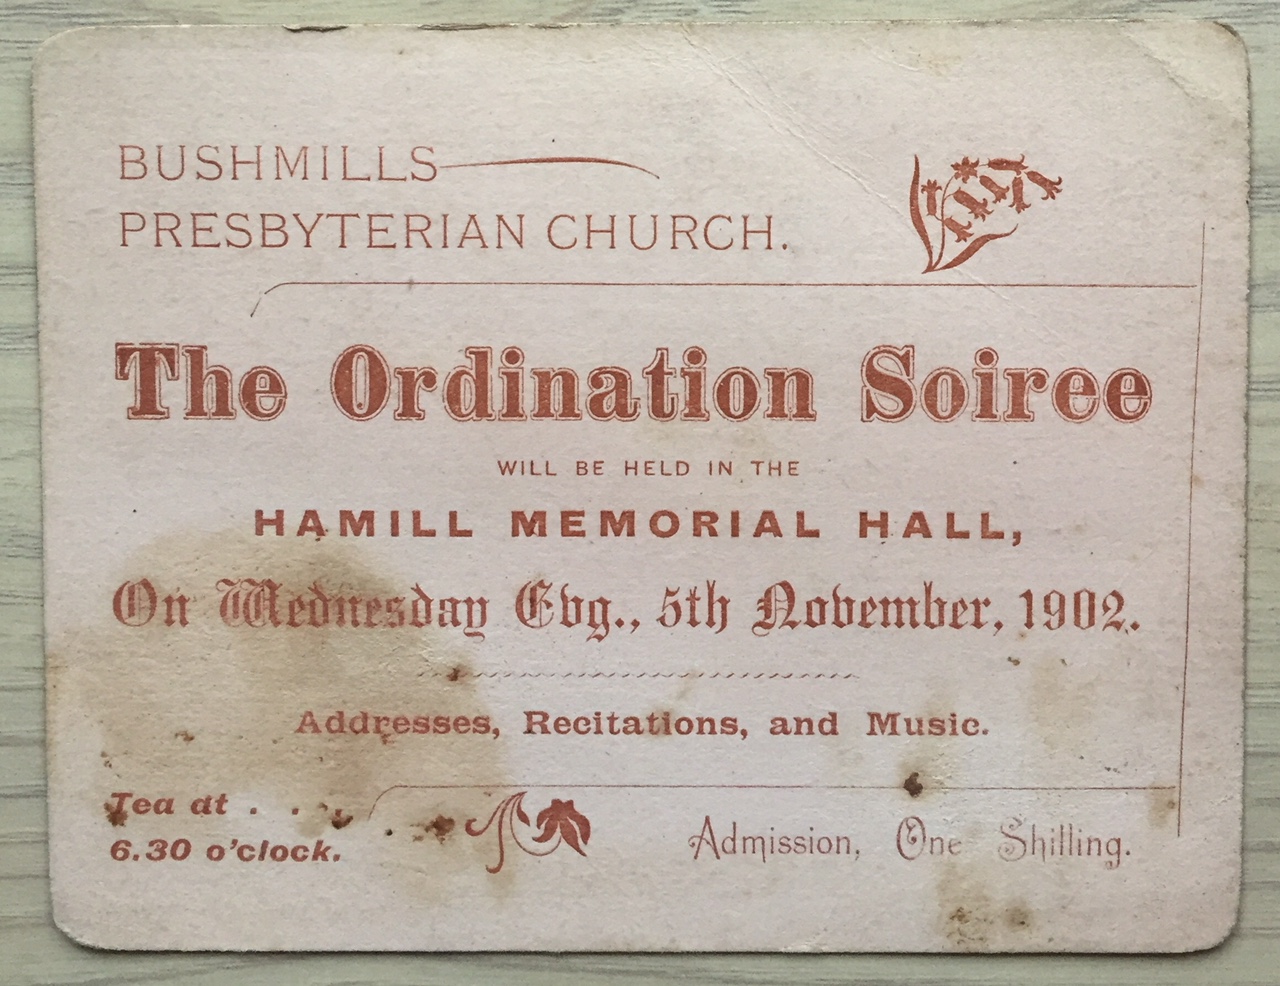 BUSHMILLS
PRESBYTERIAN CHURCH.
The Ordination Soiree
WILL BE HELD IN THE
HAMILL MEMORIAL HALL,
On Wednesday Evg., 5th November, 1902.
Addresses, Recitations, and Music.
Tea at . . .
6.30 o'clock.
Admission, One Shilling.